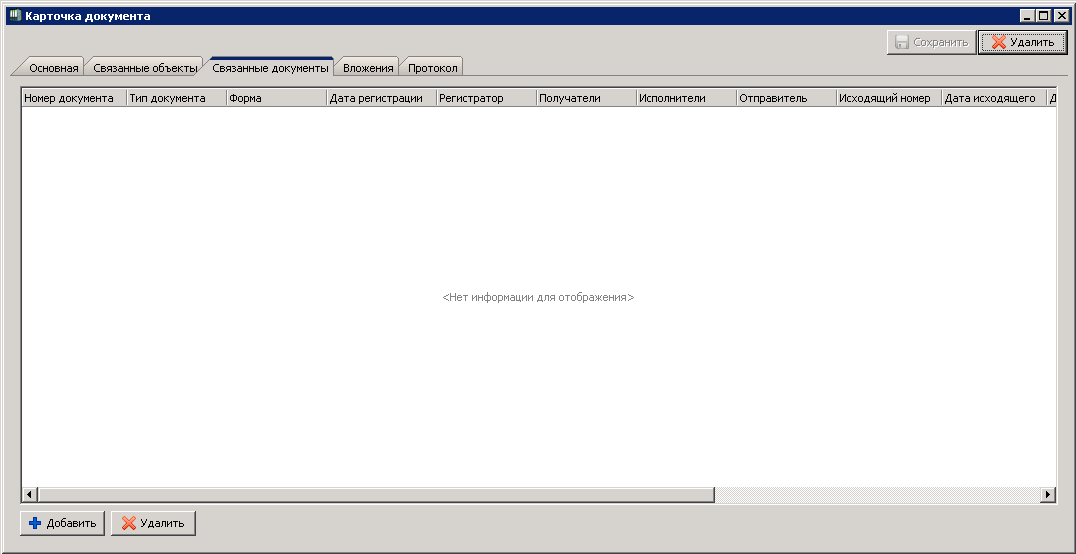 Карточка документа
Сохранить Удалить
Основная Связанные объекты Связанные документы Вложения Протокол
Номер документа Тип документа Форма Дата регистрации Регистратор Получатели Исполнители Отправитель Исходящий номер Дата исходящего
<Нет информации для отображения>
Добавить Удалить